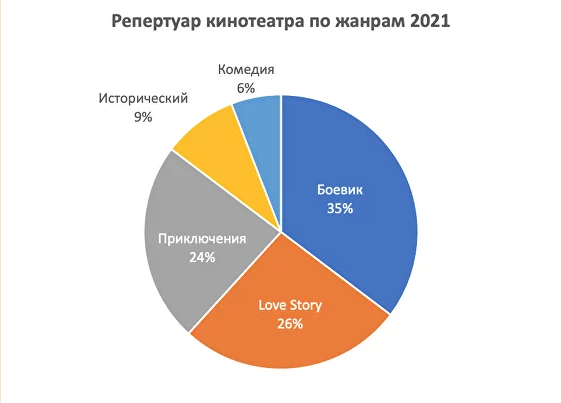 Репертуар кинотеатра по жанрам 2021
Комедия
6%
Исторический
9%
Боевик
35%
Приключения
24%
Love Story
26%